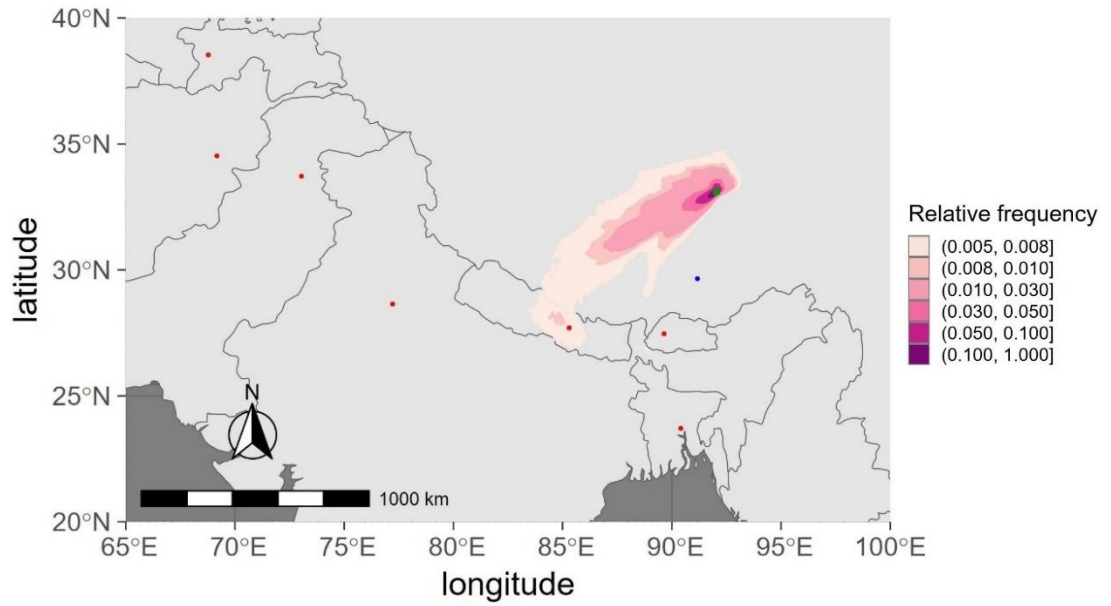 40°N
35°N
30°N
25°N
20°N
latitude
N
1000 km
65°E 70°E 75°E 80°E 85°E 90°E 95°E 100°E
longitude
Relative frequency
(0.005, 0.008]
(0.008, 0.010]
(0.010, 0.030]
(0.030, 0.050]
(0.050, 0.100]
(0.100, 1.000]